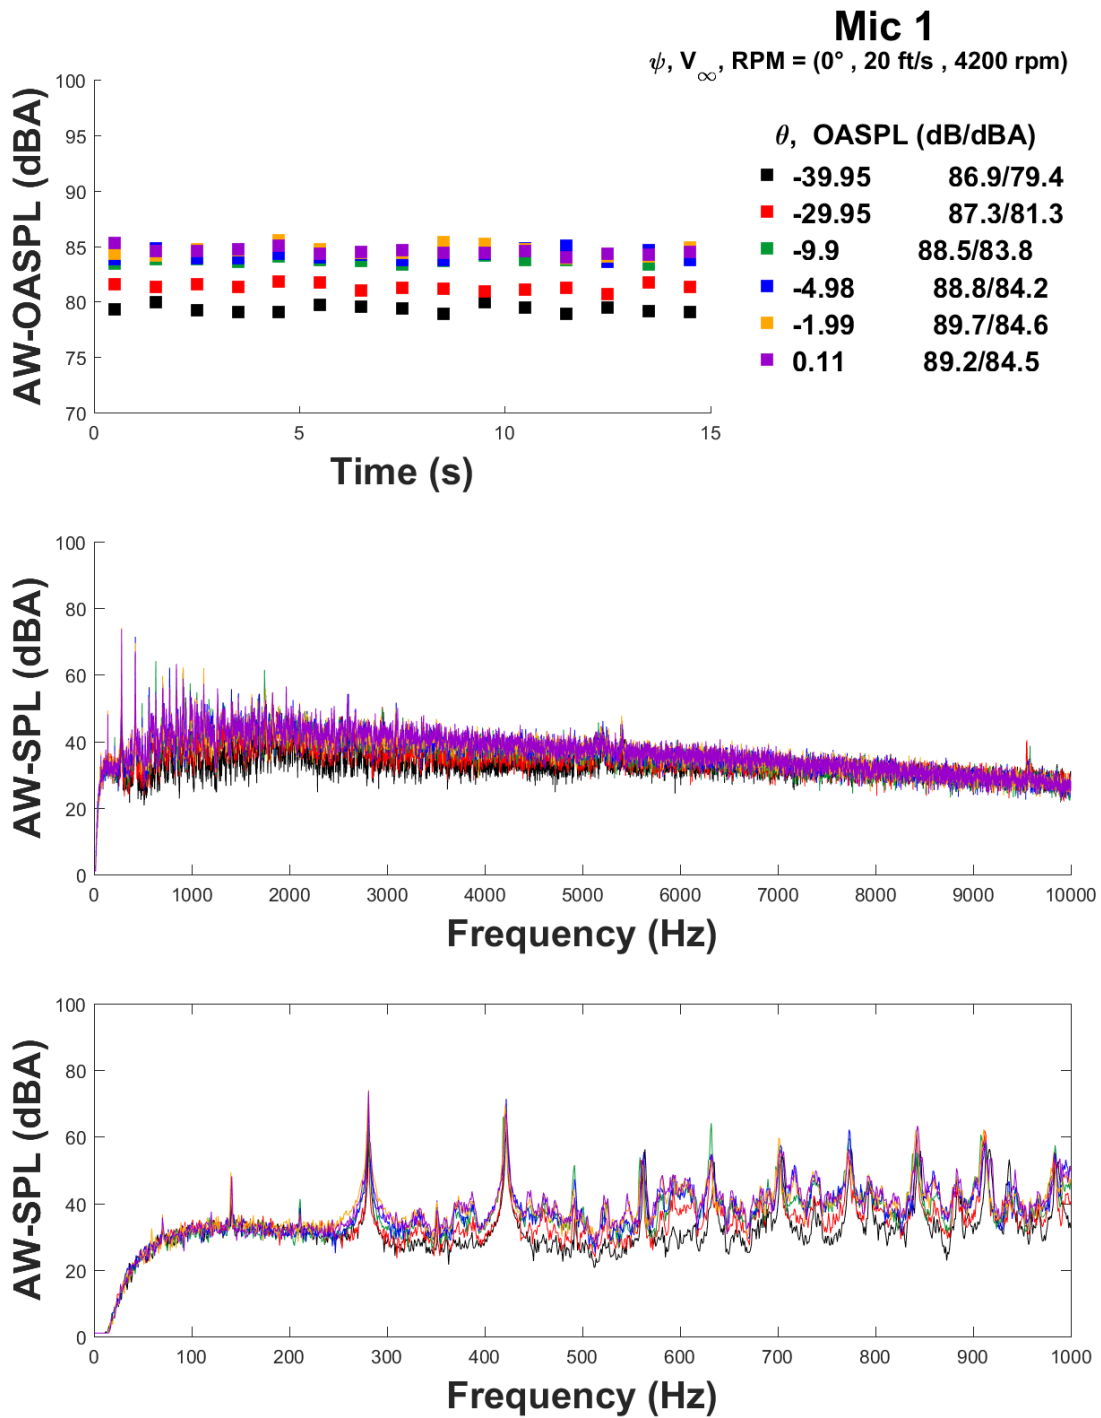 Mic 1
ψ, V∞, RPM = (0° , 20 ft/s , 4200 rpm)
θ, OASPL (dB/dBA)
-39.95 86.9/79.4
-29.95 87.3/81.3
-9.9 88.5/83.8
-4.98 88.8/84.2
-1.99 89.7/84.6
0.11 89.2/84.5
AW-OASPL (dBA)
100
95
90
85
80
75
70
0 5 10 15
Time (s)
AW-SPL (dBA)
100
80
60
40
20
0
0 1000 2000 3000 4000 5000 6000 7000 8000 9000 10000
Frequency (Hz)
AW-SPL (dBA)
100
80
60
40
20
0
0 100 200 300 400 500 600 700 800 900 1000
Frequency (Hz)